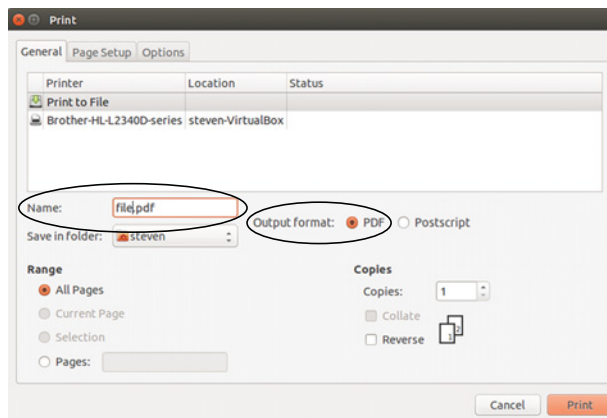 Print
General Page Setup Options
Printer Location Status
Print to File
Brother-HL-L2340D-series steven-VirtualBox
Name: file.pdf
Output format: PDF Postscript
Save in folder: steven
Range Copies
All Pages Copies: 1
Current Page Collate
Selection Reverse 1 2
Pages:
Cancel Print